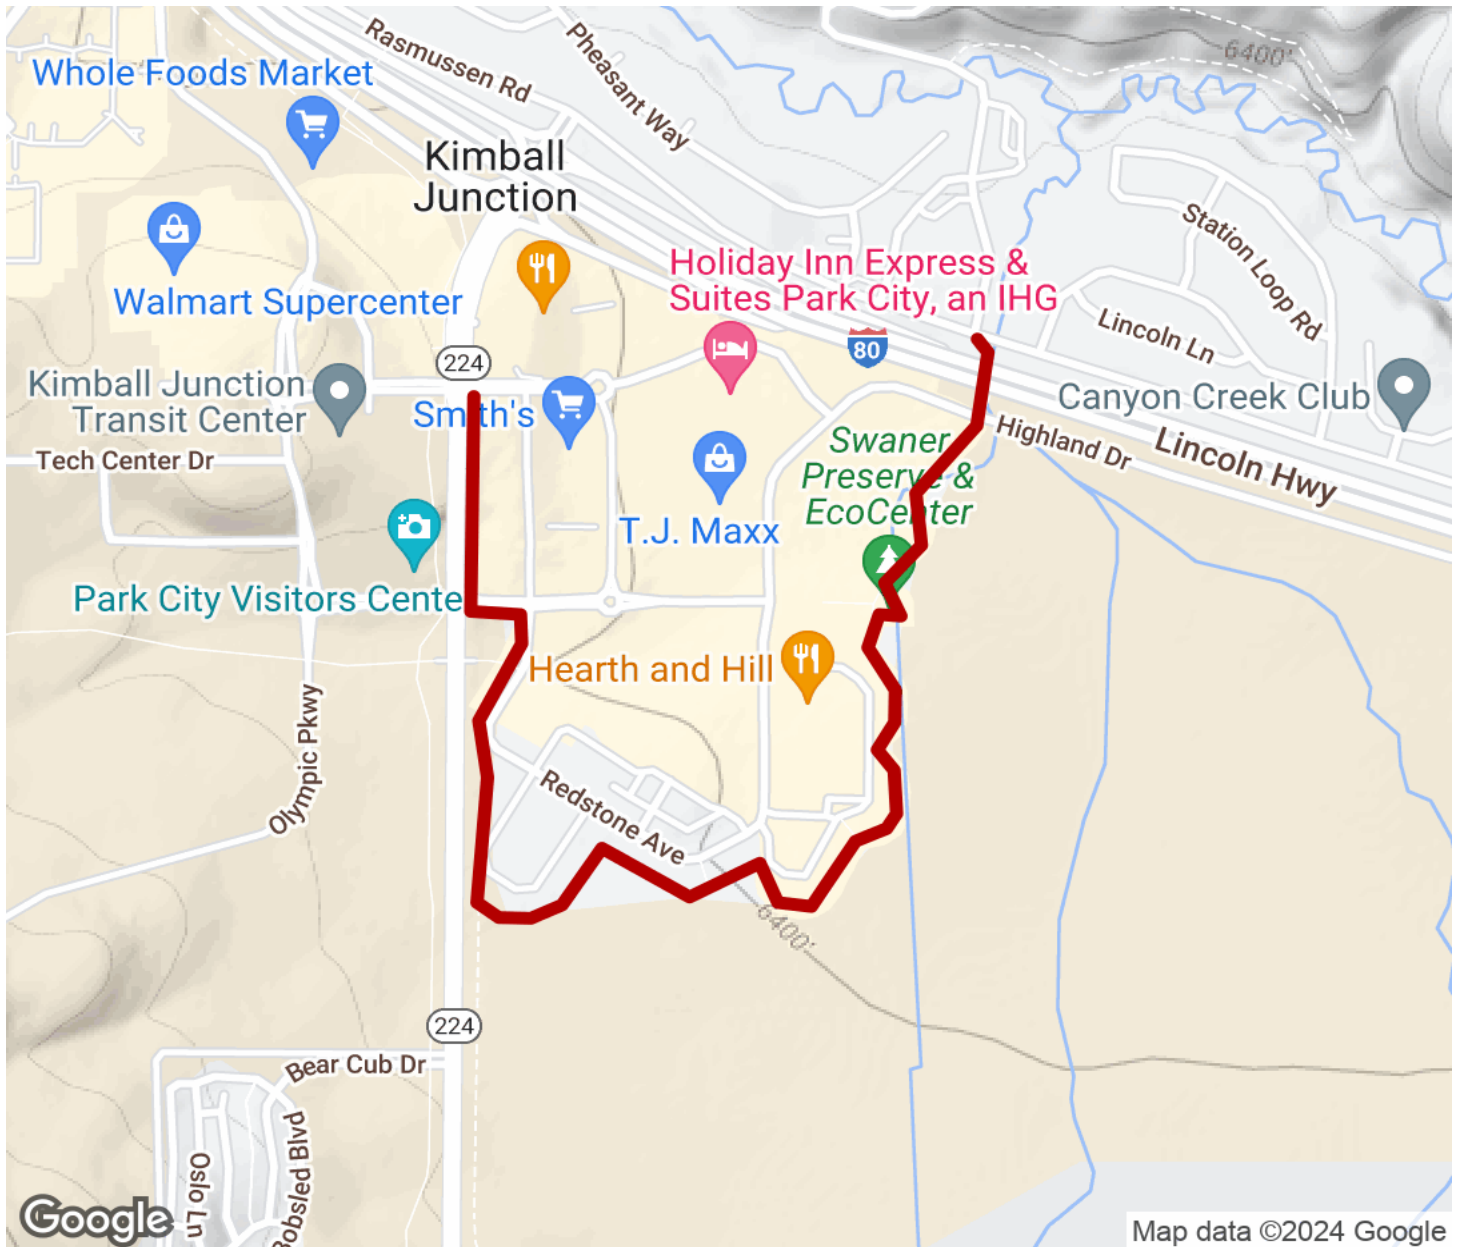 Rasmussen Rd
Pheasant Way
6400'
Whole Foods Market
Kimball
Junction
Station Loop Rd
Holiday Inn Express &
Suites Park City, an IHG
Walmart Supercenter
Lincoln Ln
80
224
Kimball Junction
Transit Center
Smith's
Canyon Creek Club
Tech Center Dr
Swaner
Preserve &
EcoCenter
Highland Dr
Lincoln Hwy
T.J. Maxx
Park City Visitors Cente
Hearth and Hill
Olympic Pkwy
Redstone Ave
6400'
224
Bear Cub Dr
Oslo Ln
Bobsled Blvd
Google
Map data ©2024 Google